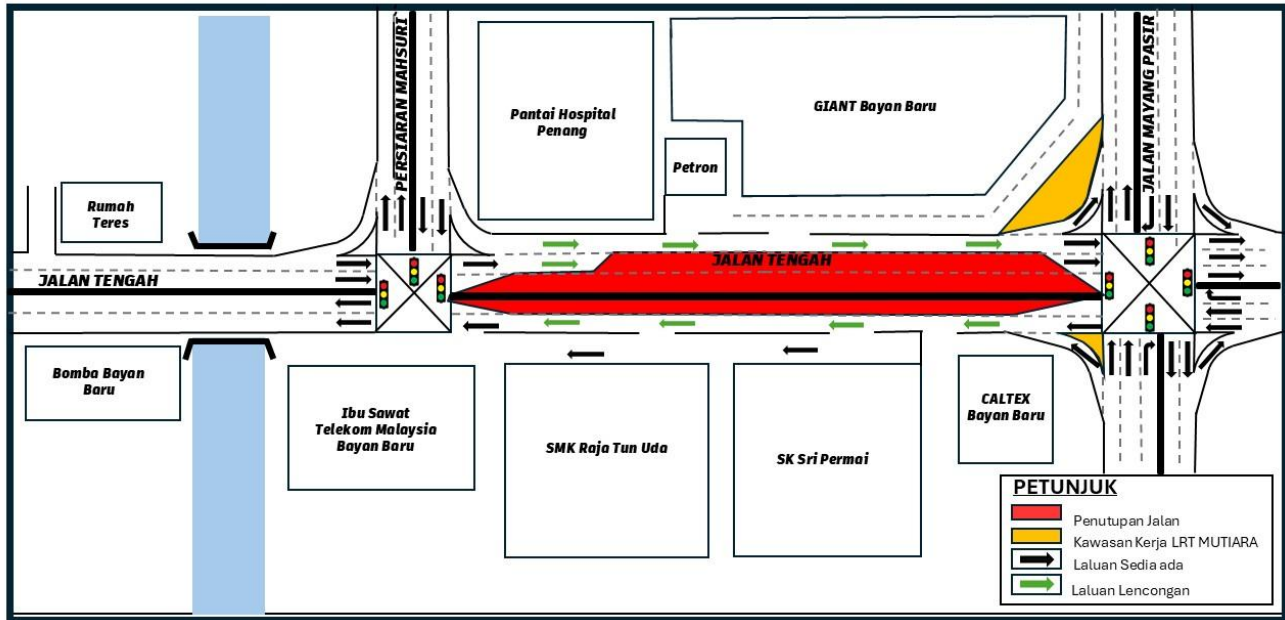 PERSIARAN MAHSURI
JALAN MAYANG PASIR
Pantai Hospital
Penang
GIANT Bayan Baru
Petron
Rumah
Teres
JALAN TENGAH
JALAN TENGAH
Bomba Bayan
Baru
Ibu Sawat
Telekom Malaysia
Bayan Baru
SMK Raja Tun Uda
SK Sri Permai
CALTEX
Bayan Baru
PETUNJUK
Penutupan Jalan
Kawasan Kerja LRT MUTIARA
Laluan Sedia ada
Laluan Lencongan